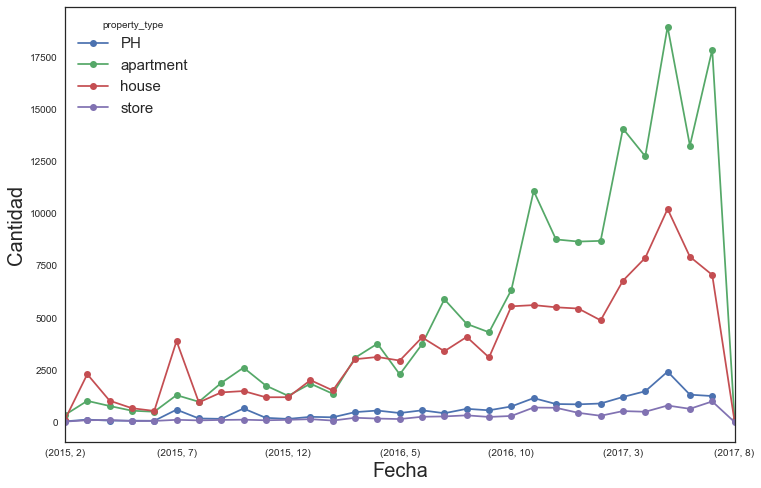 property_type
PH
apartment
house
store
17500
15000
12500
10000
7500
5000
2500
0
Cantidad
(2015, 2) (2015, 7) (2015, 12) (2016, 5) (2016, 10) (2017, 3) (2017, 8)
Fecha